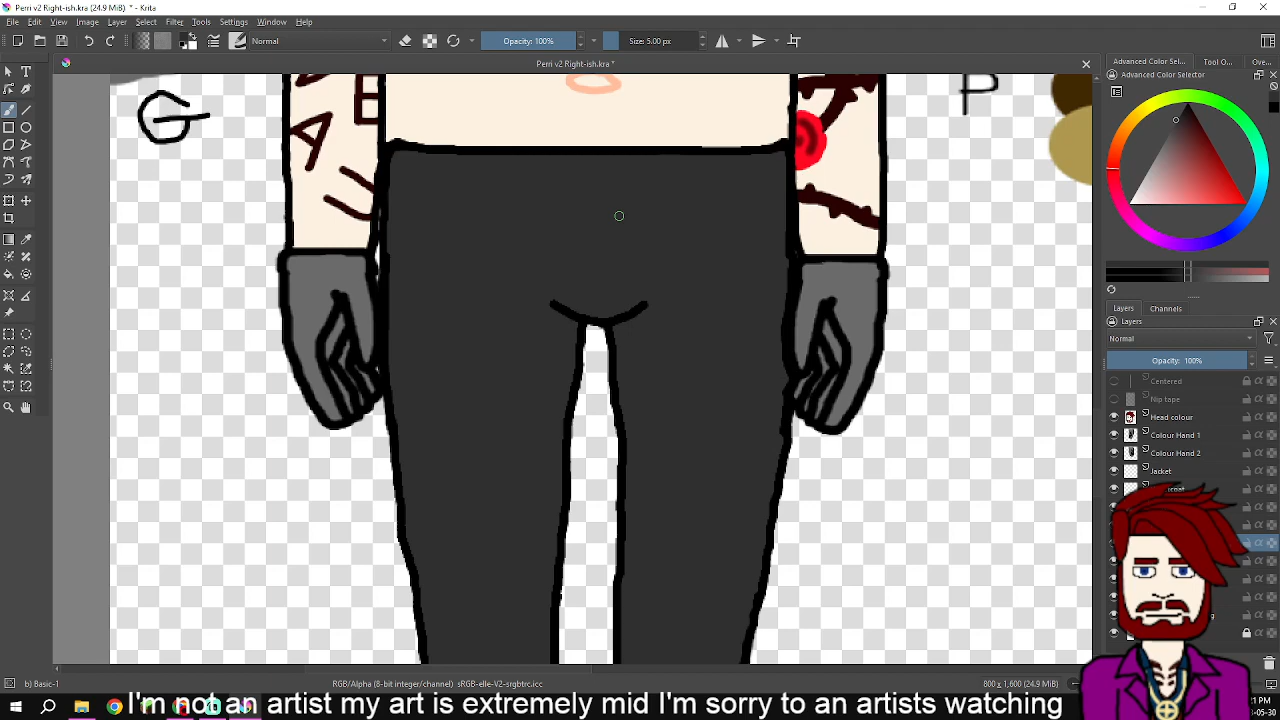 Perri v2 Right-ish.kra (24.9 MiB) * - Krita
File Edit View Image Layer Select Filter Tools Settings Window Help
Normal
Opacity: 100%
Size: 5.00 px
Perri v2 Right-ish.kra *
Advanced Color Sel... Tool O... Ove...
Advanced Color Selector
G
P
E
A
Layers Channels
Layers
Normal
Opacity: 100%
Centered
Nip tape
Head colour
Colour Hand 1
Colour Hand 2
Jacket
b) Basic-1
RGB/Alpha (8-bit integer/channel) sRGB-elle-V2-srgbtrc.icc
800 x 1,600 (24.9 MiB)
I'm not an artist my art is extremely mid I'm sorry to an artists watching